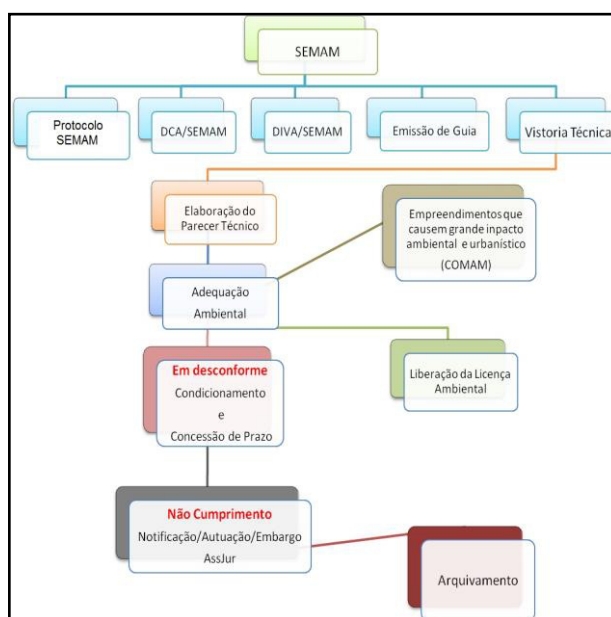 SEMAM
Protocolo
SEMAM
DCA/SEMAM
DIVA/SEMAM
Emissão de Guia
Vistoria Técnica
Elaboração do
Parecer Técnico
Empreendimentos que
causem grande inpacto
ambiental e urbanístico
(COMAM)
Adequação
Ambiental
Em desconforme
Condicionamento
e
Concessão de Prazo
Liberação da Licença
Ambiental
Não Cumprimento
Notificação/Autuação/Embargo
AssJur
Arquivamento